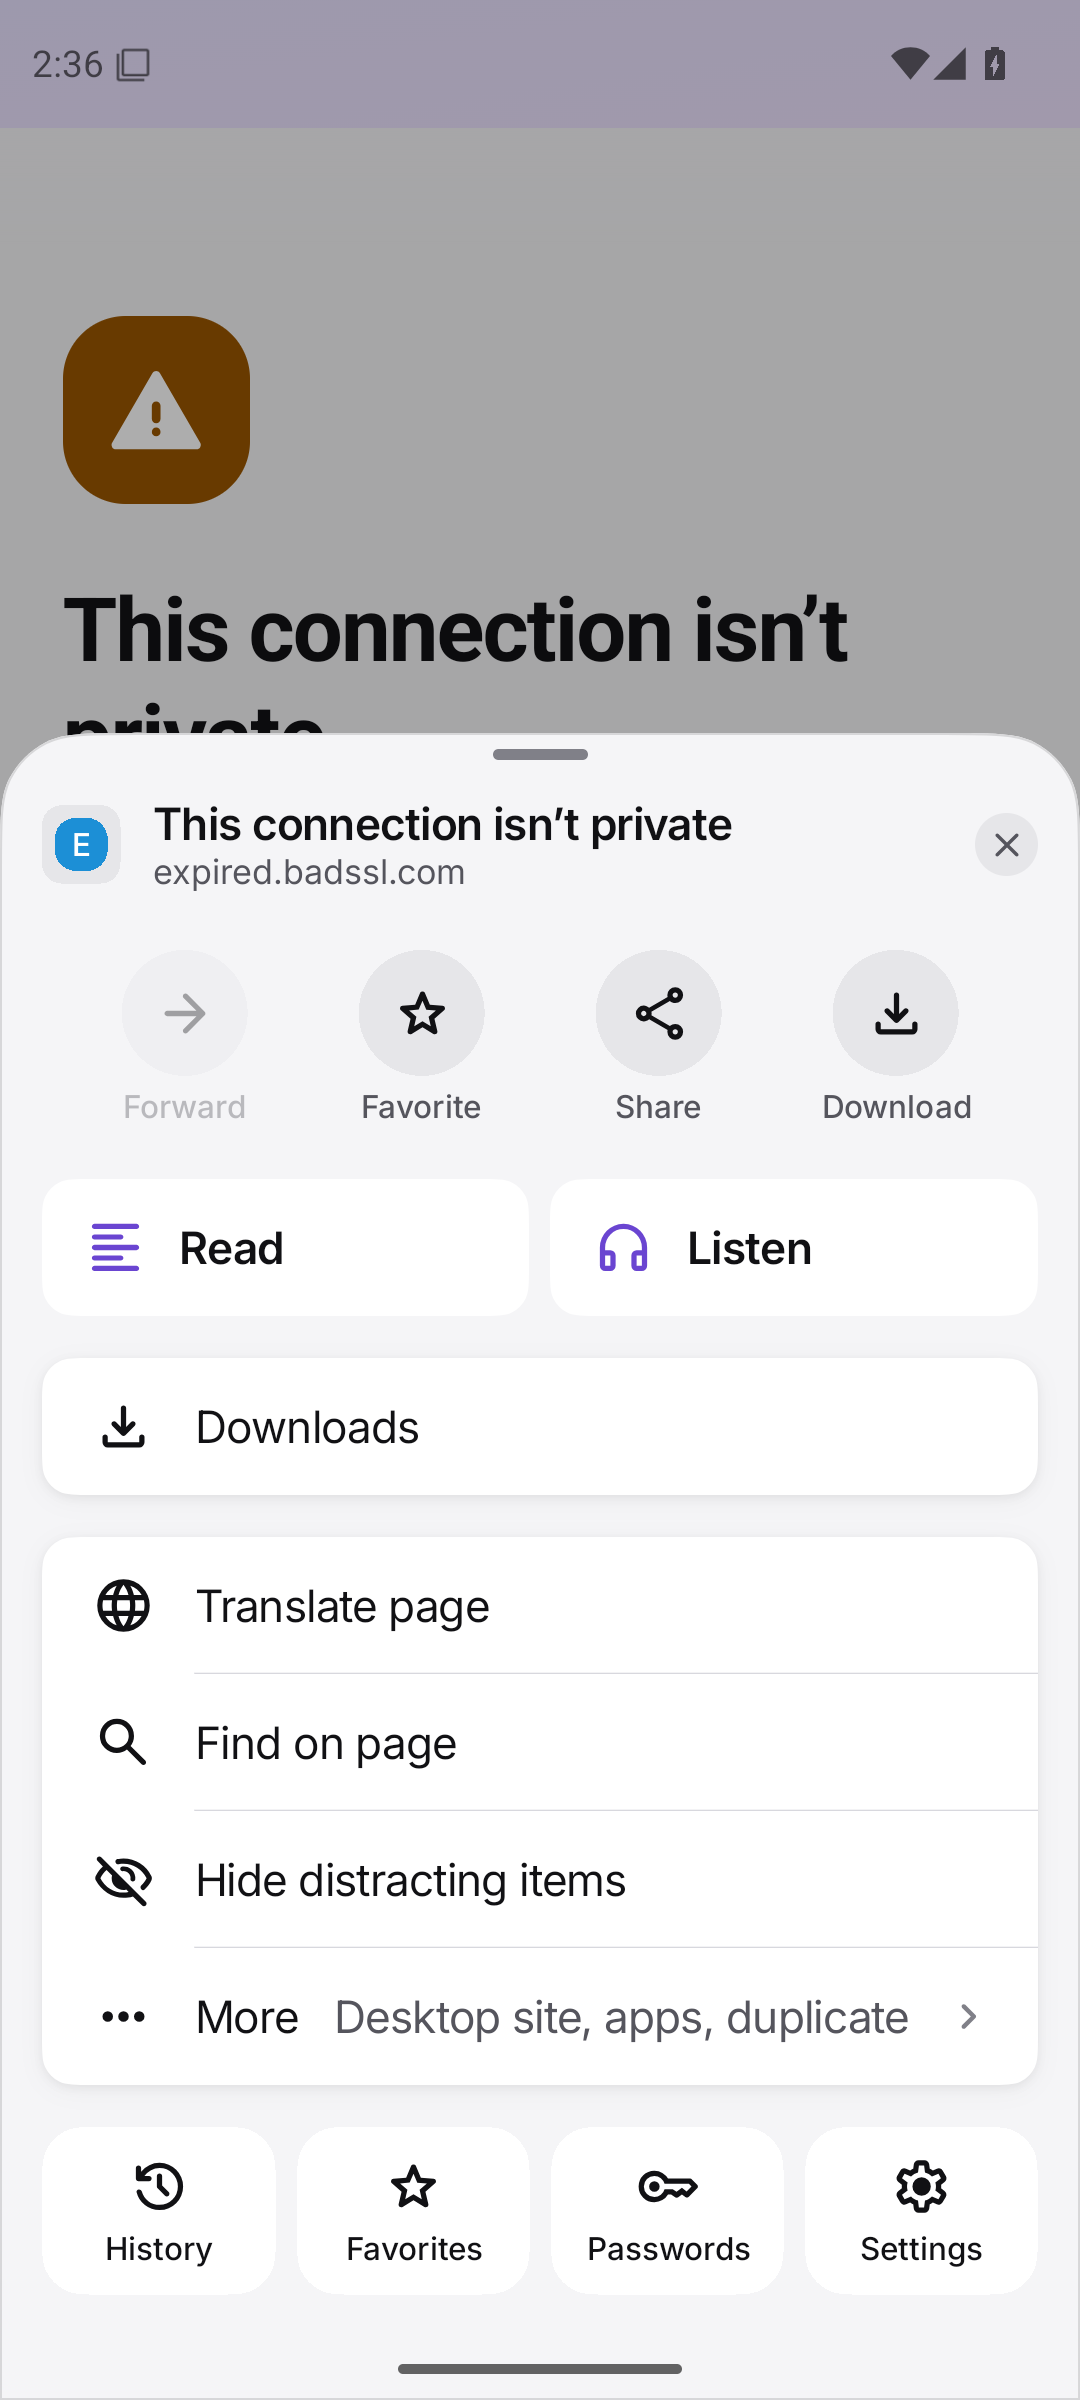 2:36
This connection isn’t
private
E
This connection isn’t private
expired.badssl.com
Forward
Favorite
Share
Download
Read
Listen
Downloads
Translate page
Find on page
Hide distracting items
More Desktop site, apps, duplicate
History
Favorites
Passwords
Settings